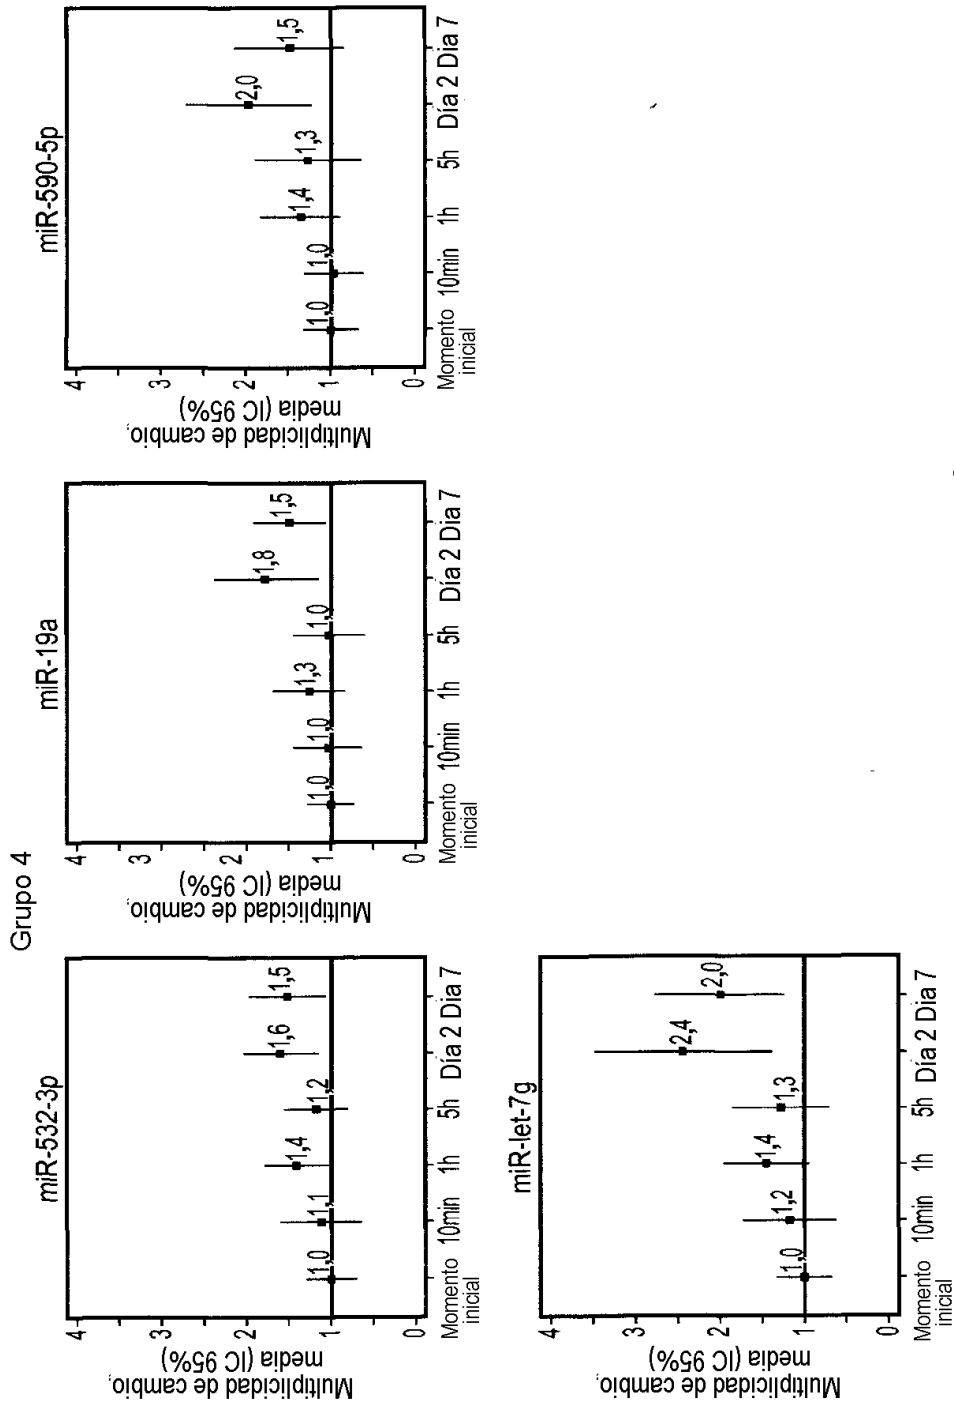 Grupo 4
miR-532-3p
Multiplicidad de cambio,
media (IC 95%)
4
3
2
1
0
1,0
1,1
1,4
1,2
1,6
1,5
Momento
inicial
10min
1h
5h
Día 2
Dia 7
miR-19a
Multiplicidad de cambio,
media (IC 95%)
4
3
2
1
0
1,0
1,0
1,3
1,0
1,8
1,5
Momento
inicial
10min
1h
5h
Día 2
Dia 7
miR-590-5p
Multiplicidad de cambio,
media (IC 95%)
4
3
2
1
0
1,0
1,0
1,4
1,3
2,0
1,5
Momento
inicial
10min
1h
5h
Día 2
Dia 7
miR-let-7g
Multiplicidad de cambio,
media (IC 95%)
4
3
2
1
0
1,0
1,2
1,4
1,3
2,4
2,0
Momento
inicial
10min
1h
5h
Día 2
Dia 7